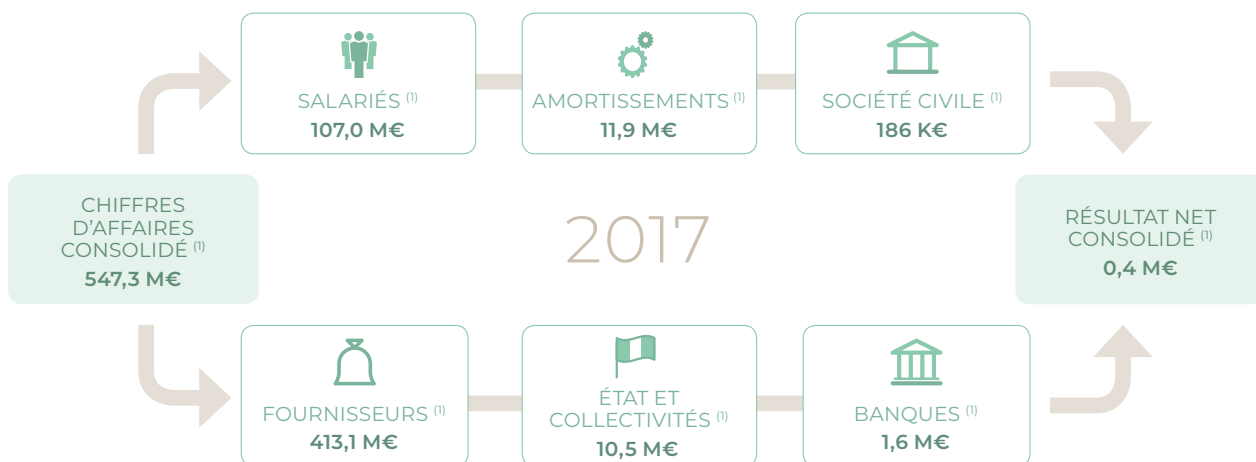 SALARIÉS (1)
107,0 M€
AMORTISSEMENTS (1)
11,9 M€
SOCIÉTÉ CIVILE (1)
186 K€
CHIFFRES
D'AFFAIRES
CONSOLIDÉ (1)
547,3 M€
2017
RÉSULTAT NET
CONSOLIDÉ (1)
0,4 M€
FOURNISSEURS (1)
413,1 M€
ÉTAT ET
COLLECTIVITÉS (1)
10,5 M€
BANQUES (1)
1,6 M€